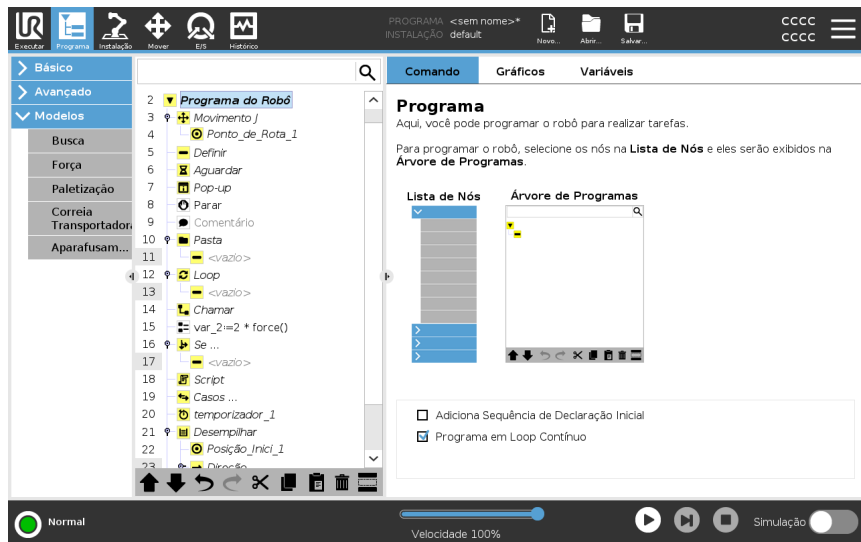 UR
PROGRAMA <sem nome>*
INSTALAÇÃO default
CCCC
CCCC
Executar
Programa
Instalação
Mover
E/S
Histórico
Novo...
Abrir...
Salvar...
Básico
Avançado
Modelos
Busca
Força
Paletização
Correia
Transportadora
Aparafusam...
2 Programa do Robô
3 Movimento J
4 Ponto_de_Rota_1
5 Definir
6 Aguardar
7 Pop-up
8 Parar
9 Comentário
10 Pasta
11 <vazio>
12 Loop
13 <vazio>
14 Chamar
15 var_2:=2 * force()
16 Se ...
17 <vazio>
18 Script
19 Casos ...
20 temporizador_1
21 Desempilhar
22 Posição_Inici_1
23 Direção
Comando Gráficos Variáveis
Programa
Aqui, você pode programar o robô para realizar tarefas.
Para programar o robô, selecione os nós na Lista de Nós e eles serão exibidos na
Árvore de Programas.
Lista de Nós
Árvore de Programas
Adiciona Sequência de Declaração Inicial
Programa em Loop Contínuo
Normal
Velocidade 100%
Simulação